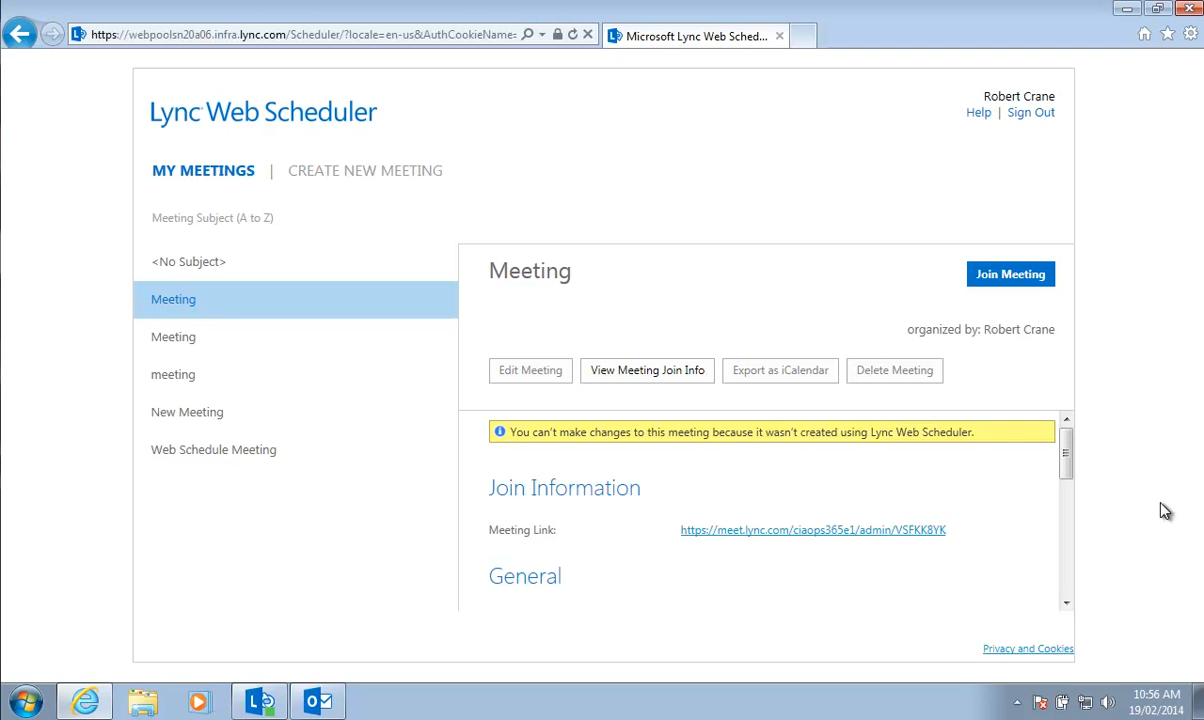 https://webpoolsn20a06.infra.lync.com/Scheduler/?locale=en-us&AuthCookieName=
Microsoft Lync Web Sched...
Lync Web Scheduler
Robert Crane
Help | Sign Out
MY MEETINGS | CREATE NEW MEETING
Meeting Subject (A to Z)
<No Subject>
Meeting
Meeting
meeting
New Meeting
Web Schedule Meeting
Meeting
Join Meeting
organized by: Robert Crane
Edit Meeting
View Meeting Join Info
Export as iCalendar
Delete Meeting
You can't make changes to this meeting because it wasn't created using Lync Web Scheduler.
Join Information
Meeting Link:
https://meet.lync.com/ciaops365e1/admin/VSFKK8YK
General
Privacy and Cookies
10:56 AM
19/02/2014